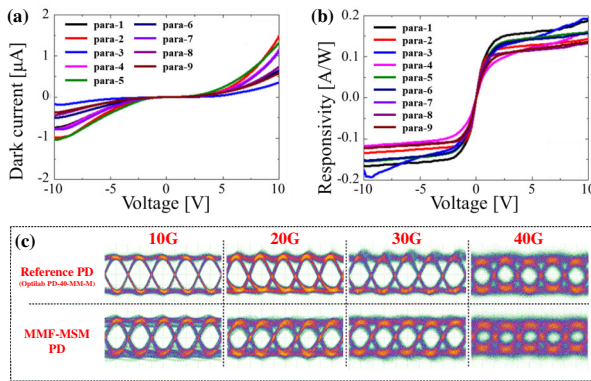 (a)
Dark current [µA]
2
1
0
-1
-10
-5
0
5
10
Voltage [V]
para-1
para-2
para-3
para-4
para-5
para-6
para-7
para-8
para-9
(b)
Responsivity [A/W]
0.2
0.1
0.0
-0.1
-0.2
-10
-5
0
5
10
Voltage [V]
para-1
para-2
para-3
para-4
para-5
para-6
para-7
para-8
para-9
(c)
10G 20G 30G 40G
Reference PD
(Optilab PD-40-MM-M)
MMF-MSM
PD